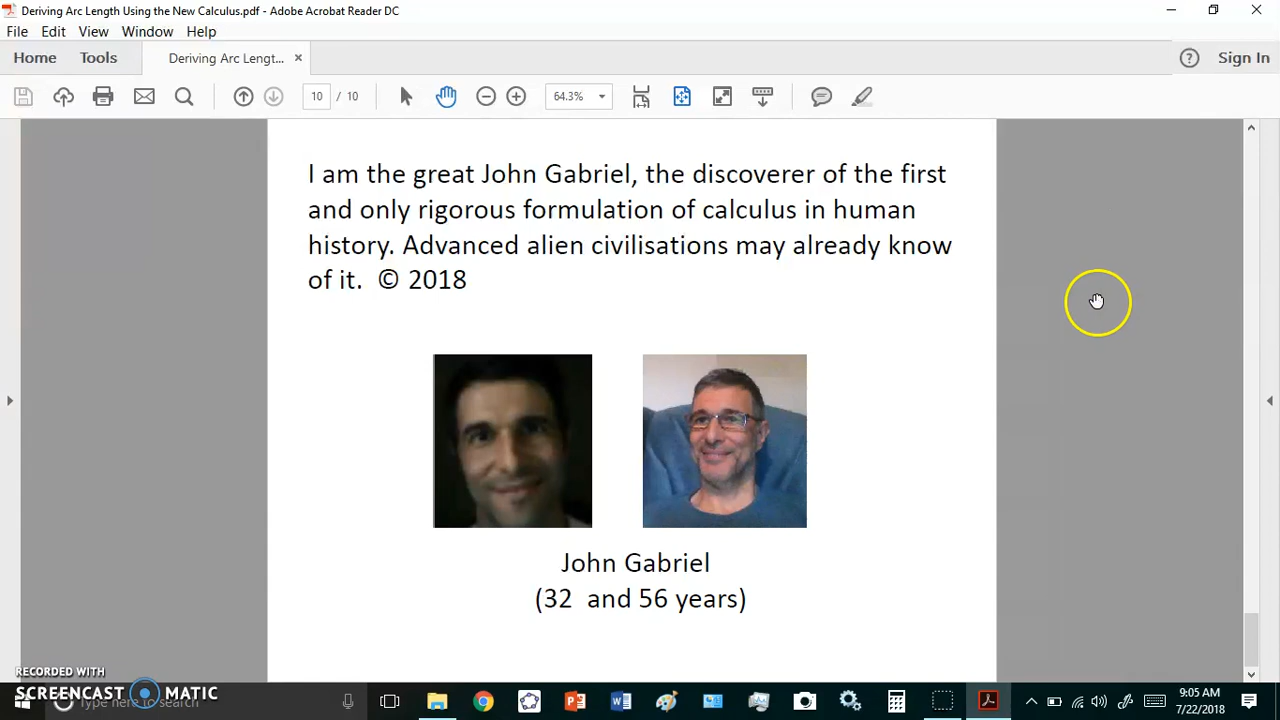 Deriving Arc Length Using the New Calculus.pdf - Adobe Acrobat Reader DC
File Edit View Window Help
Home Tools Deriving Arc Lengt... × ? Sign In
10 / 10 64.3%
I am the great John Gabriel, the discoverer of the first
and only rigorous formulation of calculus in human
history. Advanced alien civilisations may already know
of it. © 2018
John Gabriel
(32 and 56 years)
RECORDED WITH
SCREENCAST MATIC
Type here to search
9:05 AM
7/22/2018